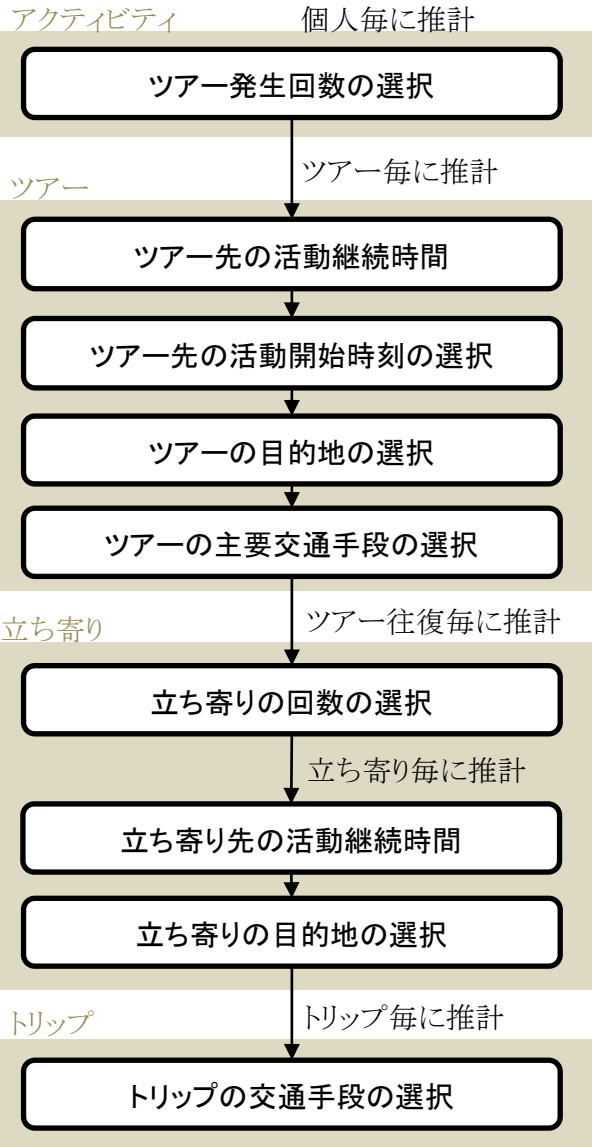 アクティビティ
個人毎に推計
ツアー発生回数の選択
ツアー毎に推計
ツアー
ツアー先の活動継続時間
ツアー先の活動開始時刻の選択
ツアーの目的地の選択
ツアーの主要交通手段の選択
ツアー往復毎に推計
立ち寄り
立ち寄りの回数の選択
立ち寄り毎に推計
立ち寄り先の活動継続時間
立ち寄りの目的地の選択
トリップ
トリップ毎に推計
トリップの交通手段の選択